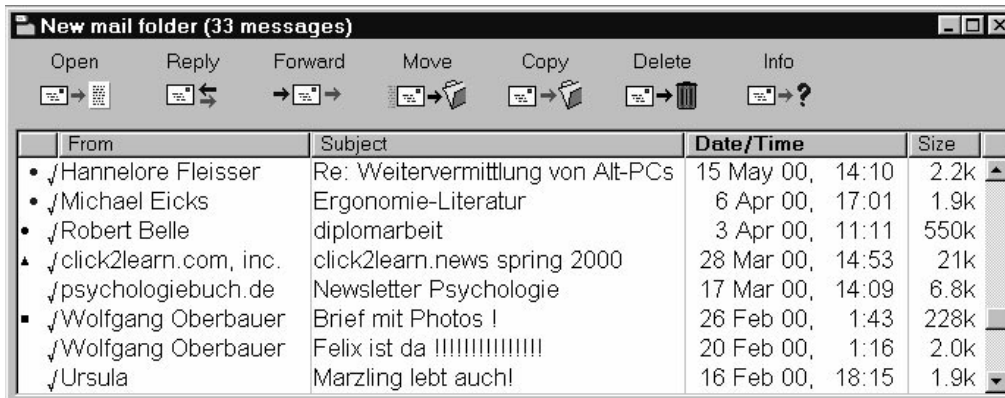 New mail folder (33 messages)
Open Reply Forward Move Copy Delete Info
From Subject Date/Time Size
Hannelore Fleisser Re: Weitervermittlung von Alt-PCs 15 May 00, 14:10 2.2k
Michael Eicks Ergonomie-Literatur 6 Apr 00, 17:01 1.9k
Robert Belle diplomarbeit 3 Apr 00, 11:11 550k
click2learn.com, inc. click2learn.news spring 2000 28 Mar 00, 14:53 21k
psychologiebuch.de Newsletter Psychologie 17 Mar 00, 14:09 6.8k
Wolfgang Oberbauer Brief mit Photos ! 26 Feb 00, 1:43 228k
Wolfgang Oberbauer Felix ist da !!!!!!!!!!!!!!! 20 Feb 00, 1:16 2.0k
Ursula Marzling lebt auch! 16 Feb 00, 18:15 1.9k